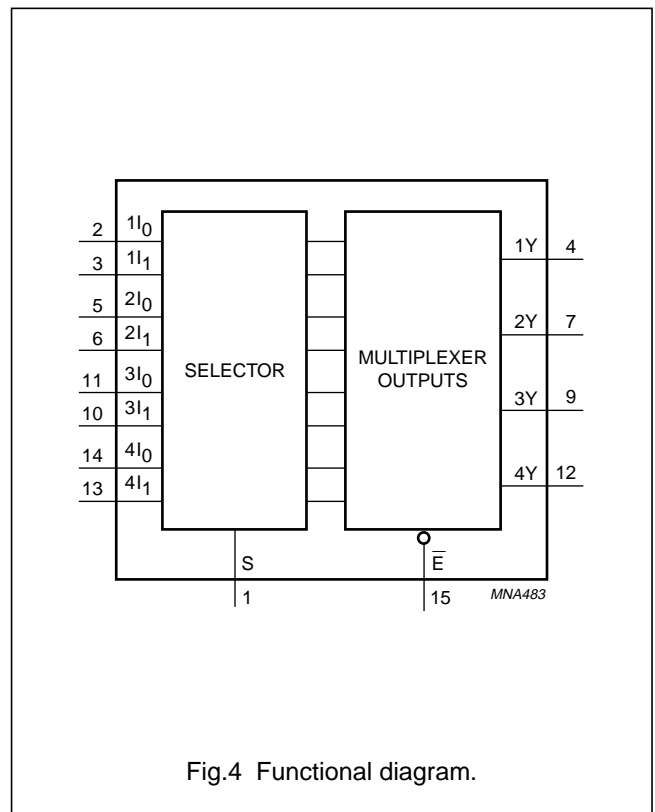 2 1I0
3 1I1
5 2I0
6 2I1
11 3I0
10 3I1
14 4I0
13 4I1
SELECTOR
MULTIPLEXER
OUTPUTS
1Y 4
2Y 7
3Y 9
4Y 12
S
1
E̅
15
MNA483
Fig.4 Functional diagram.